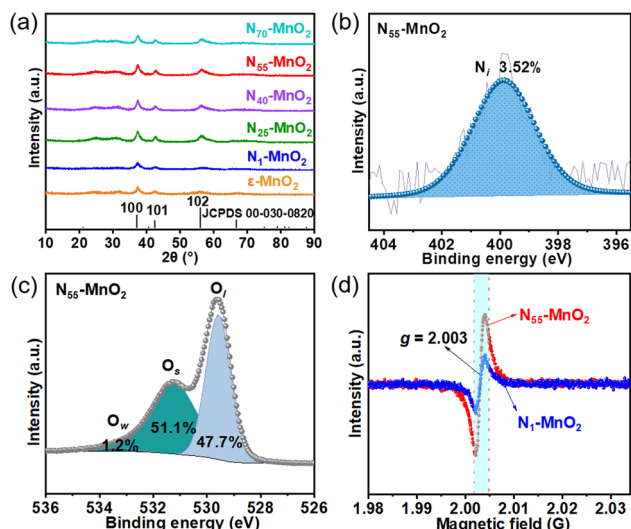 (a)
N70-MnO2
N55-MnO2
N40-MnO2
N25-MnO2
N1-MnO2
ε-MnO2
100
101
102
JCPDS 00-030-0820
10 20 30 40 50 60 70 80 90
2θ (°)
Intensity (a.u.)
(b)
N55-MnO2
Ni 3.52%
404 402 400 398 396
Binding energy (eV)
Intensity (a.u.)
(c)
N55-MnO2
Ol
Os
Ow
51.1%
47.7%
1.2%
536 534 532 530 528 526
Binding energy (eV)
Intensity (a.u.)
(d)
N55-MnO2
g = 2.003
N1-MnO2
1.98 1.99 2.00 2.01 2.02 2.03
Magnetic field (G)
Intensity (a.u.)